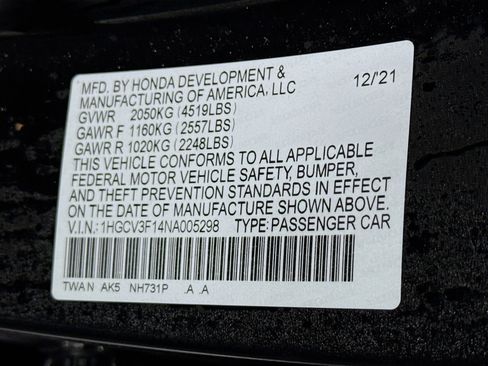 MFD. BY HONDA DEVELOPMENT & 12/'21
MANUFACTURING OF AMERICA, LLC
GVWR 2050KG (4519LBS)
GAWR F 1160KG (2557LBS)
GAWR R 1020KG (2248LBS)
THIS VEHICLE CONFORMS TO ALL APPLICABLE
FEDERAL MOTOR VEHICLE SAFETY, BUMPER,
AND THEFT PREVENTION STANDARDS IN EFFECT
ON THE DATE OF MANUFACTURE SHOWN ABOVE.
V.I.N.:1HGCV3F14NA005298 TYPE:PASSENGER CAR
TWA N AK5 NH731P .A .A